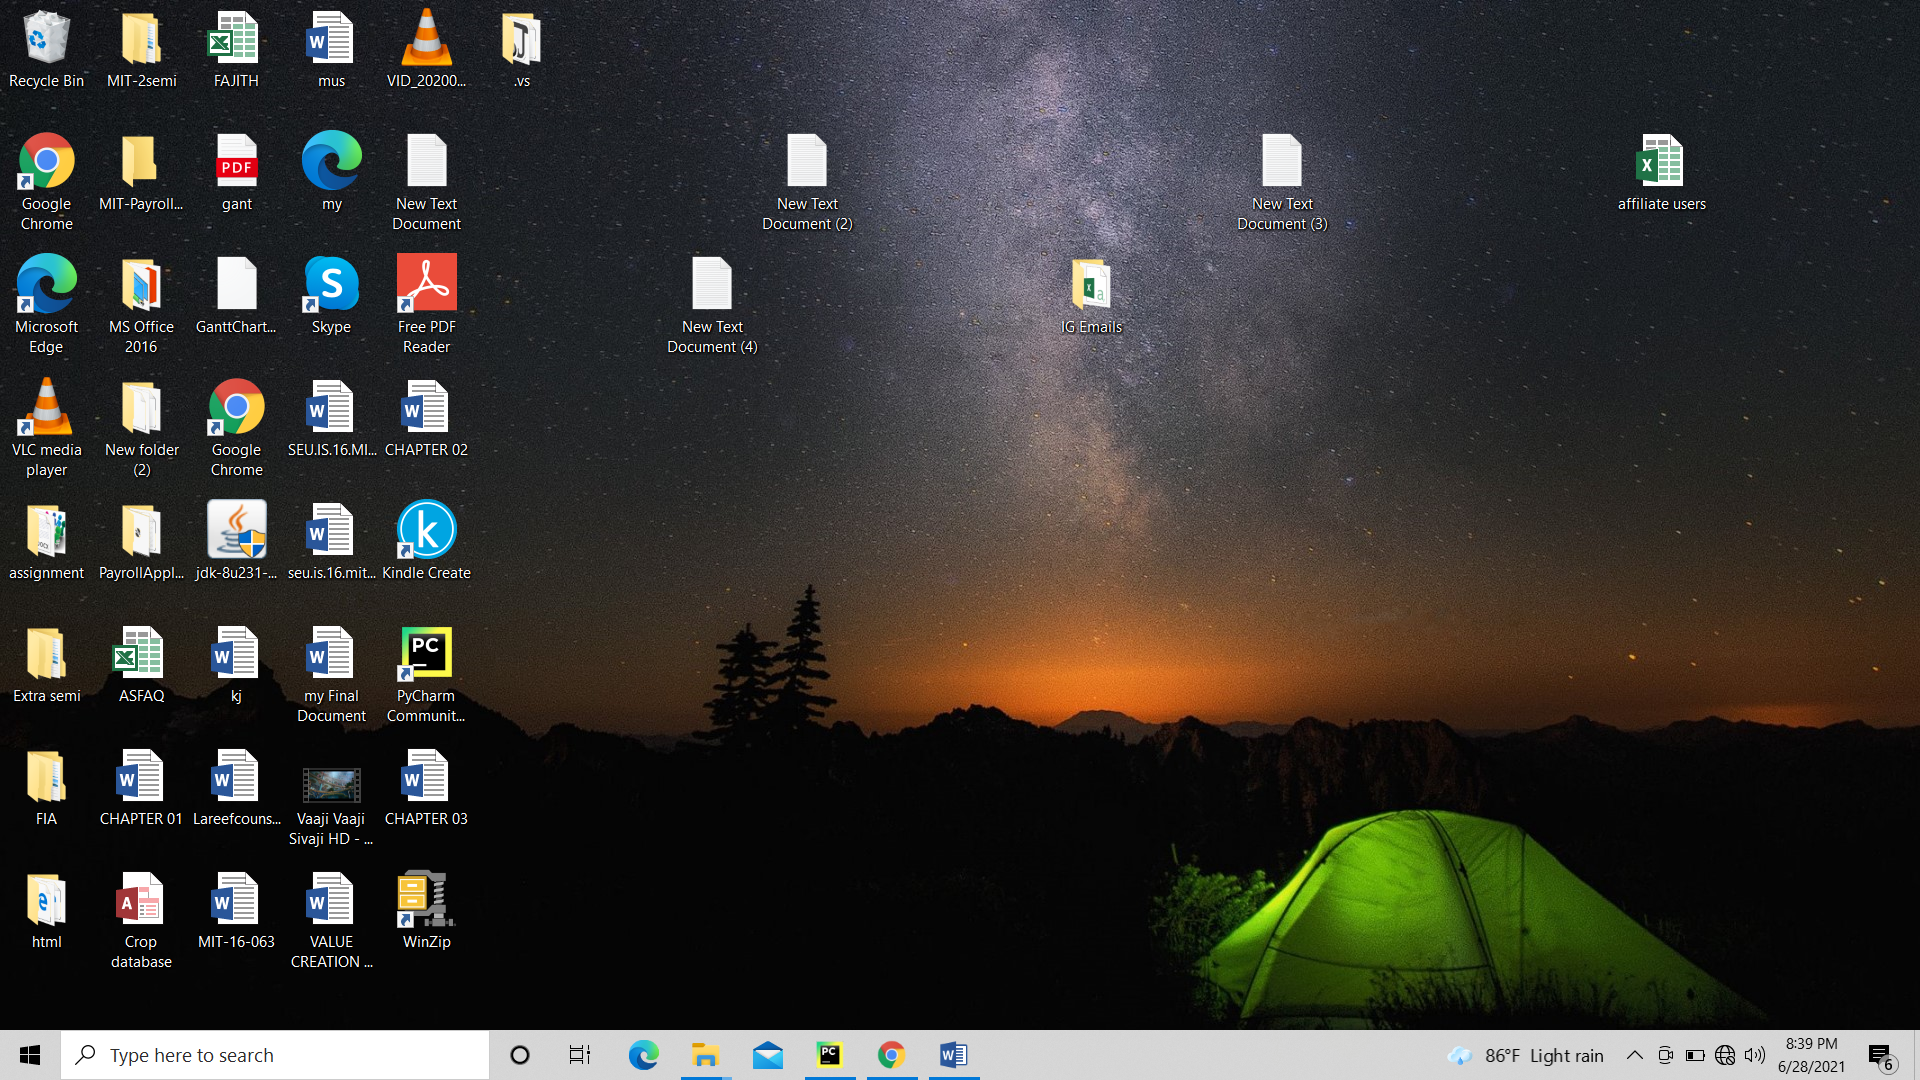 Recycle Bin
MIT-2semi
FAJITH
mus
VID_20200...
.vs
Google
Chrome
MIT-Payroll...
PDF
gant
my
New Text
Document
New Text
Document (2)
New Text
Document (3)
affiliate users
Microsoft
Edge
MS Office
2016
GanttChart...
Skype
Free PDF
Reader
New Text
Document (4)
IG Emails
VLC media
player
New folder
(2)
Google
Chrome
SEU.IS.16.MI...
CHAPTER 02
assignment
PayrollAppl...
jdk-8u231-...
seu.is.16.mit...
Kindle Create
Extra semi
ASFAQ
kj
my Final
Document
PC
PyCharm
Communit...
FIA
CHAPTER 01
Lareefcouns...
Vaaji Vaaji
Sivaji HD - ...
CHAPTER 03
html
Crop
database
MIT-16-063
VALUE
CREATION ...
WinZip
Type here to search
86°F Light rain
8:39 PM
6/28/2021
6